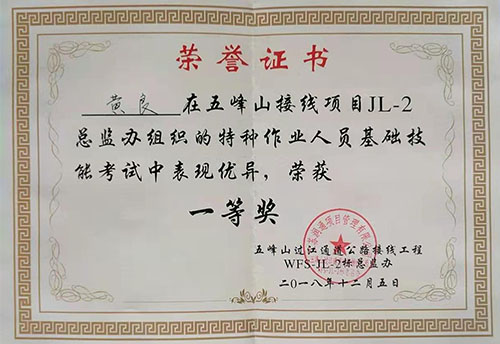 荣誉证书
黄良 在五峰山接线项目JL-2
总监办组织的特种作业人员基础技
能考试中表现优异，荣获
一等奖
五峰山过江通道公路接线工程
WFS-JL-2标总监办
二〇一八年十二月五日